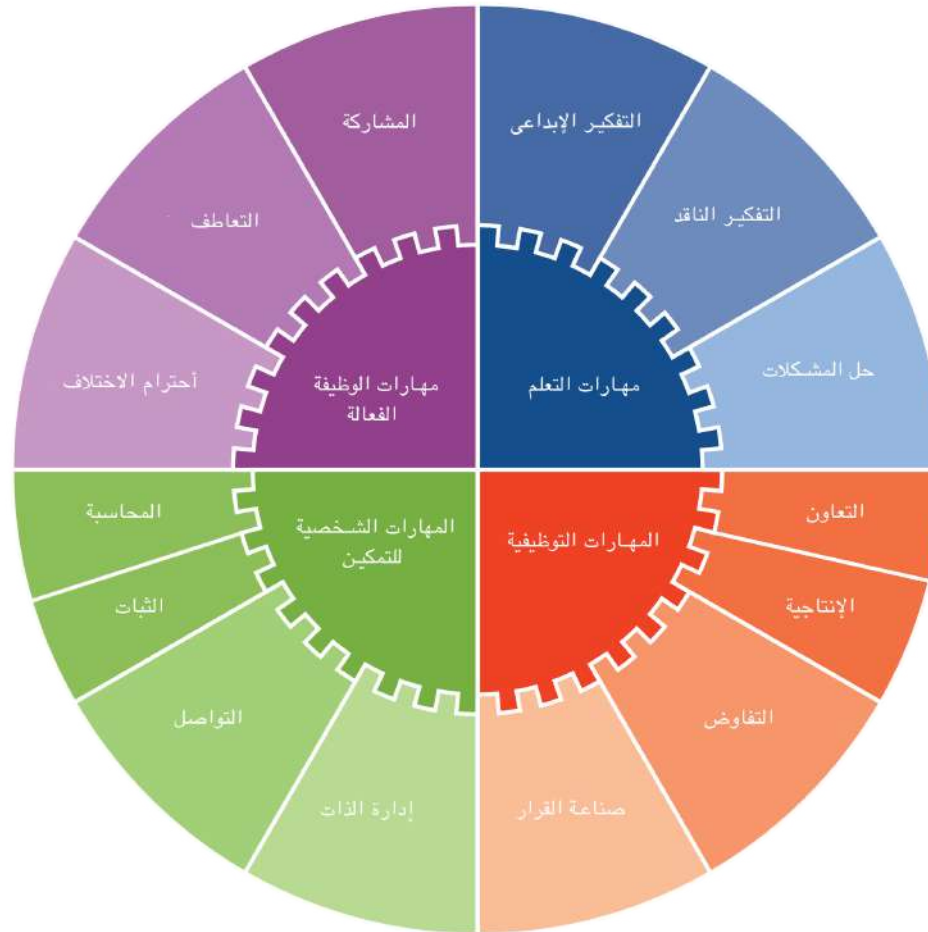 التفكير الإبداعى
التفكير الناقد
حل المشكلات
مهارات التعلم
المشاركة
التعاطف
أحترام الاختلاف
مهارات الوظيفة
الفعالة
التعاون
الإنتاجية
التفاوض
صناعة القرار
المهارات التوظيفية
المحاسبة
الثبات
التواصل
إدارة الذات
المهارات الشخصية
للتمكين